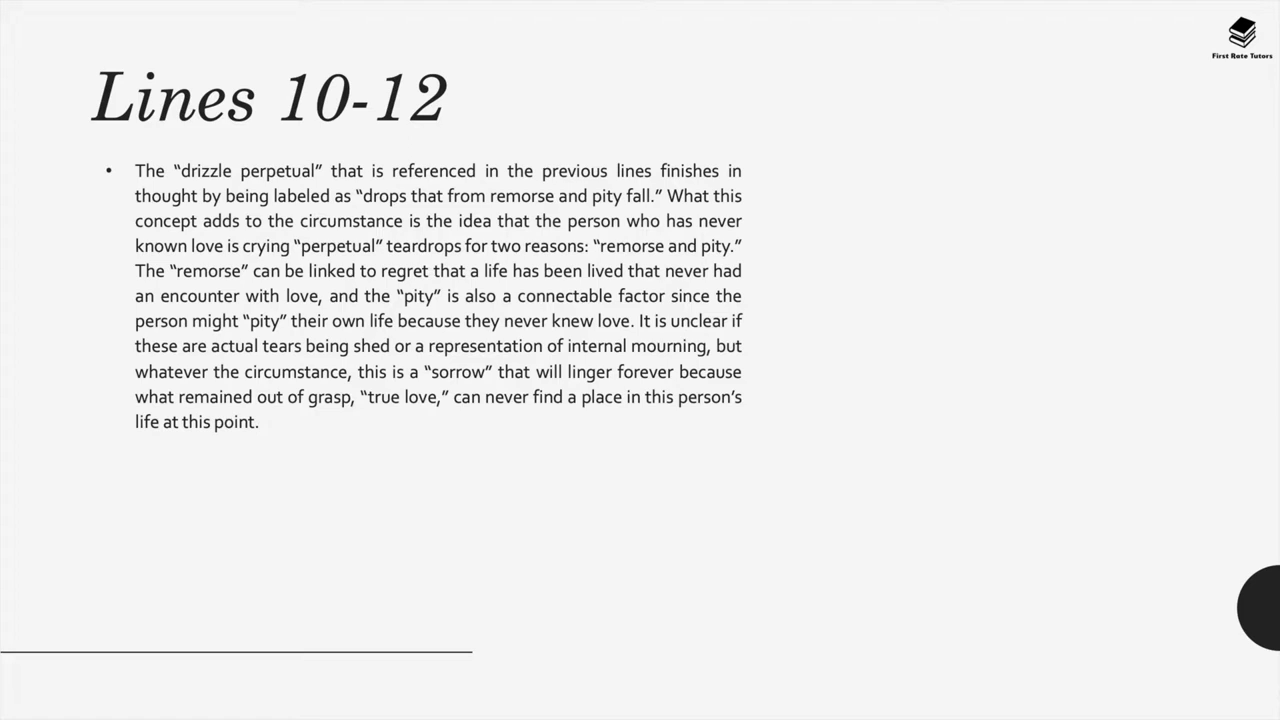 First Rate Tutors
Lines 10-12
• The “drizzle perpetual” that is referenced in the previous lines finishes in
thought by being labeled as “drops that from remorse and pity fall.” What this
concept adds to the circumstance is the idea that the person who has never
known love is crying “perpetual” teardrops for two reasons: “remorse and pity.”
The “remorse” can be linked to regret that a life has been lived that never had
an encounter with love, and the “pity” is also a connectable factor since the
person might “pity” their own life because they never knew love. It is unclear if
these are actual tears being shed or a representation of internal mourning, but
whatever the circumstance, this is a “sorrow” that will linger forever because
what remained out of grasp, “true love,” can never find a place in this person’s
life at this point.